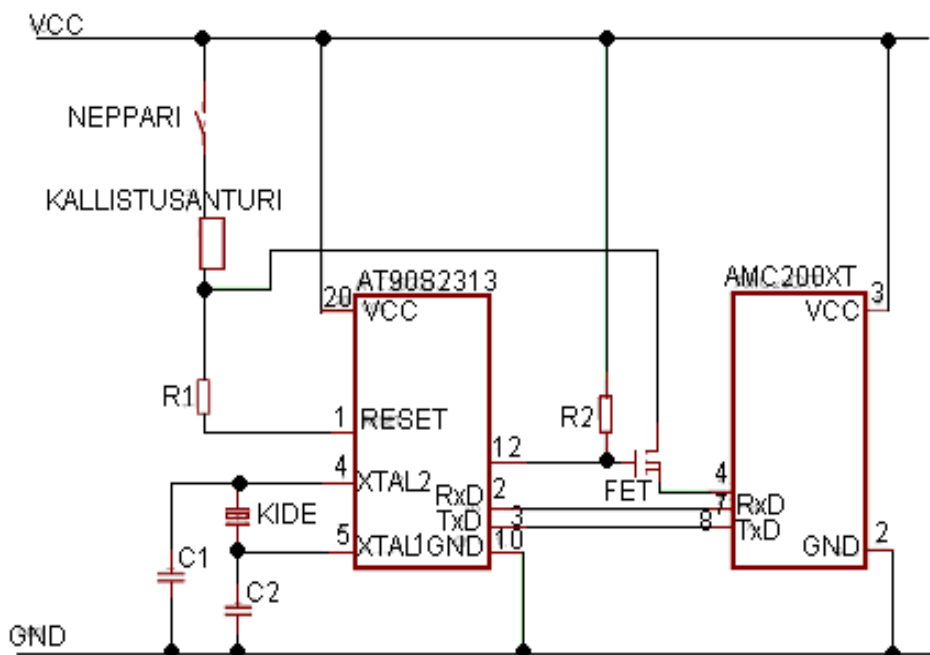 VCC
NEPPARI
KALLISTUSANTURI
AT90S2313
AMC200XT
20
VCC
VCC
3
R1
1
RESET
R2
12
4
XTAL2
KIDE
RxD
2
FET
4
7
RxD
TxD
3
8
TxD
5
XTAL1
GND
10
GND
2
C1
C2
GND